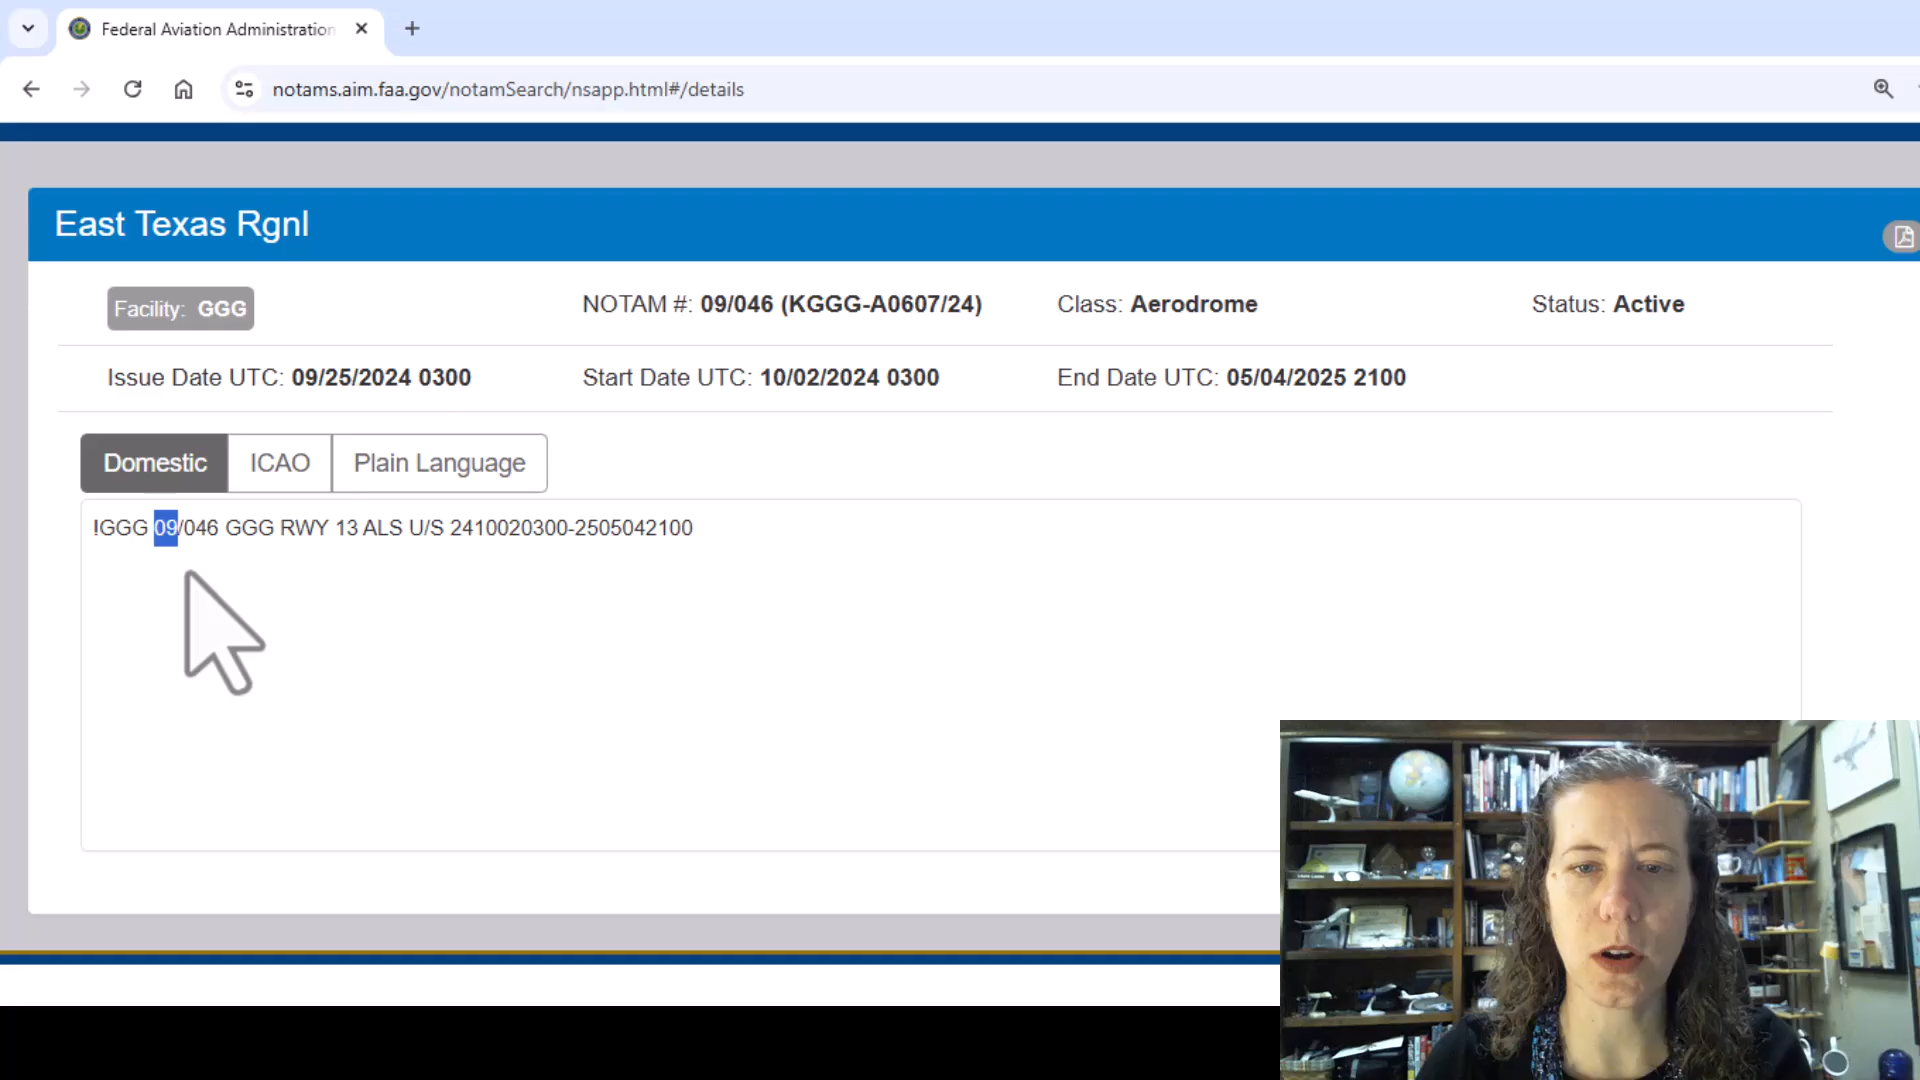 Federal Aviation Administration
notams.aim.faa.gov/notamSearch/nsapp.html#/details
East Texas Rgnl
Facility: GGG
NOTAM #: 09/046 (KGGG-A0607/24)
Class: Aerodrome
Status: Active
Issue Date UTC: 09/25/2024 0300
Start Date UTC: 10/02/2024 0300
End Date UTC: 05/04/2025 2100
Domestic
ICAO
Plain Language
!GGG 09/046 GGG RWY 13 ALS U/S 2410020300-2505042100